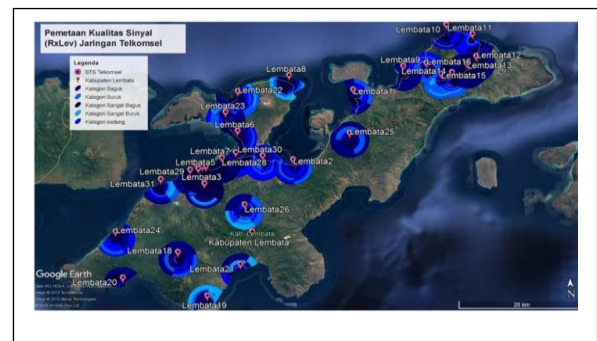 Pemetaan Kualitas Sinyal
(RxLev) Jaringan Telkomsel
Legenda
BTS Telkomsel
Kabupaten Lembata
Kategori Bagus
Kategori Buruk
Kategori Sangat Bagus
Kategori Sangat Buruk
Kategori sedang
Lembata10
Lembata11
Lembata12
Lembata9
Lembata16
Lembata14
Lembata15
Lembata8
Lembata1
Lembata22
Lembata23
Lembata6
Lembata25
Lembata7
Lembata30
Lembata5
Lembata28
Lembata2
Lembata29
Lembata3
Lembata31
Lembata26
Lembata24
Kab. Lembata
Kabupaten Lembata
Lembata18
Lembata21
Lembata20
Lembata19
Google Earth
N
20 km